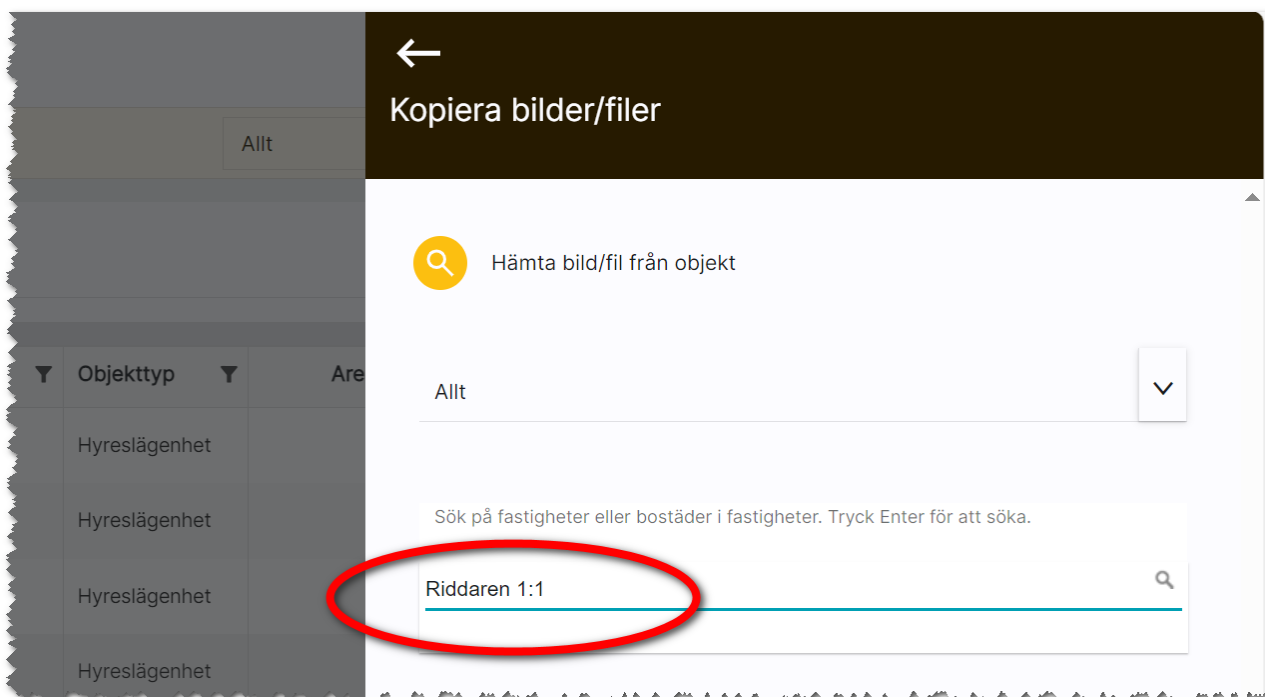 Kopiera bilder/filer
Allt
Hämta bild/fil från objekt
Objekttyp
Are
Allt
Hyreslägenhet
Sök på fastigheter eller bostäder i fastigheter. Tryck Enter för att söka.
Hyreslägenhet
Riddaren 1:1
Hyreslägenhet
Hyreslägenhet